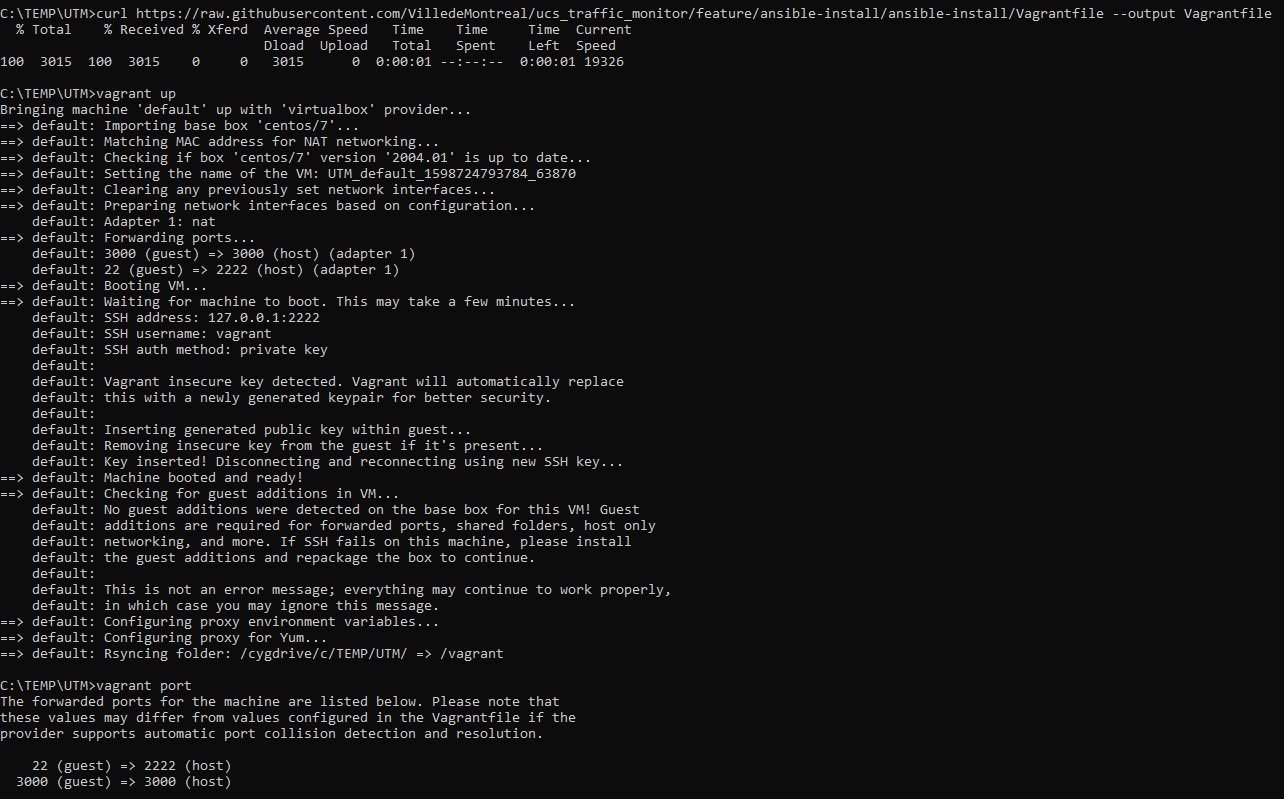 C:\TEMP\UTM>curl https://raw.githubusercontent.com/VilledeMontreal/ucs_traffic_monitor/feature/ansible-install/ansible-install/Vagrantfile --output Vagrantfile
  % Total    % Received % Xferd  Average Speed   Time    Time     Time  Current
                                 Dload  Upload   Total   Spent    Left  Speed
100  3015  100  3015    0     0   3015      0  0:00:01 --:--:--  0:00:01 19326

C:\TEMP\UTM>vagrant up
Bringing machine 'default' up with 'virtualbox' provider...
==> default: Importing base box 'centos/7'...
==> default: Matching MAC address for NAT networking...
==> default: Checking if box 'centos/7' version '2004.01' is up to date...
==> default: Setting the name of the VM: UTM_default_1598724793784_63870
==> default: Clearing any previously set network interfaces...
==> default: Preparing network interfaces based on configuration...
    default: Adapter 1: nat
==> default: Forwarding ports...
    default: 3000 (guest) => 3000 (host) (adapter 1)
    default: 22 (guest) => 2222 (host) (adapter 1)
==> default: Booting VM...
==> default: Waiting for machine to boot. This may take a few minutes...
    default: SSH address: 127.0.0.1:2222
    default: SSH username: vagrant
    default: SSH auth method: private key
    default:
    default: Vagrant insecure key detected. Vagrant will automatically replace
    default: this with a newly generated keypair for better security.
    default:
    default: Inserting generated public key within guest...
    default: Removing insecure key from the guest if it's present...
    default: Key inserted! Disconnecting and reconnecting using new SSH key...
==> default: Machine booted and ready!
==> default: Checking for guest additions in VM...
    default: No guest additions were detected on the base box for this VM! Guest
    default: additions are required for forwarded ports, shared folders, host only
    default: networking, and more. If SSH fails on this machine, please install
    default: the guest additions and repackage the box to continue.
    default:
    default: This is not an error message; everything may continue to work properly,
    default: in which case you may ignore this message.
==> default: Configuring proxy environment variables...
==> default: Configuring proxy for Yum...
==> default: Rsyncing folder: /cygdrive/c/TEMP/UTM/ => /vagrant

C:\TEMP\UTM>vagrant port
The forwarded ports for the machine are listed below. Please note that
these values may differ from values configured in the Vagrantfile if the
provider supports automatic port collision detection and resolution.

    22 (guest) => 2222 (host)
  3000 (guest) => 3000 (host)